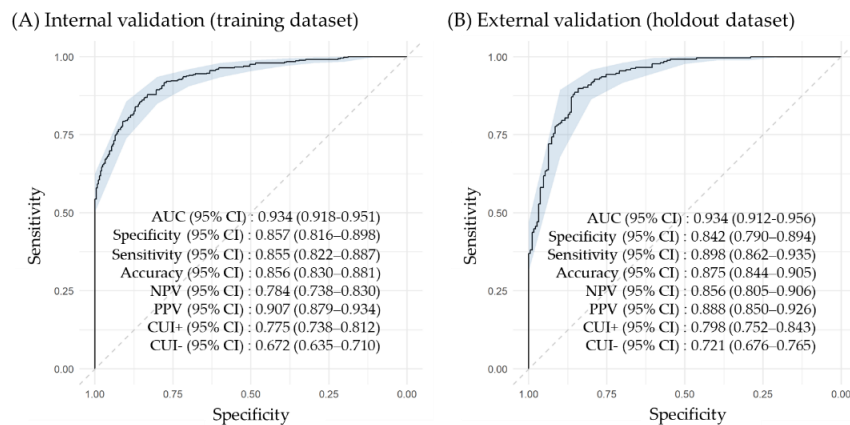 (A) Internal validation (training dataset)
1.00
0.75
0.50
0.25
0.00
Sensitivity
AUC (95% CI) : 0.934 (0.918-0.951)
Specificity (95% CI) : 0.857 (0.816–0.898)
Sensitivity (95% CI) : 0.855 (0.822–0.887)
Accuracy (95% CI) : 0.856 (0.830–0.881)
NPV (95% CI) : 0.784 (0.738–0.830)
PPV (95% CI) : 0.907 (0.879–0.934)
CUI+ (95% CI) : 0.775 (0.738–0.812)
CUI- (95% CI) : 0.672 (0.635–0.710)
1.00 0.75 0.50 0.25 0.00
Specificity
(B) External validation (holdout dataset)
1.00
0.75
0.50
0.25
0.00
Sensitivity
AUC (95% CI) : 0.934 (0.912-0.956)
Specificity (95% CI) : 0.842 (0.790–0.894)
Sensitivity (95% CI) : 0.898 (0.862–0.935)
Accuracy (95% CI) : 0.875 (0.844–0.905)
NPV (95% CI) : 0.856 (0.805–0.906)
PPV (95% CI) : 0.888 (0.850–0.926)
CUI+ (95% CI) : 0.798 (0.752–0.843)
CUI- (95% CI) : 0.721 (0.676–0.765)
1.00 0.75 0.50 0.25 0.00
Specificity